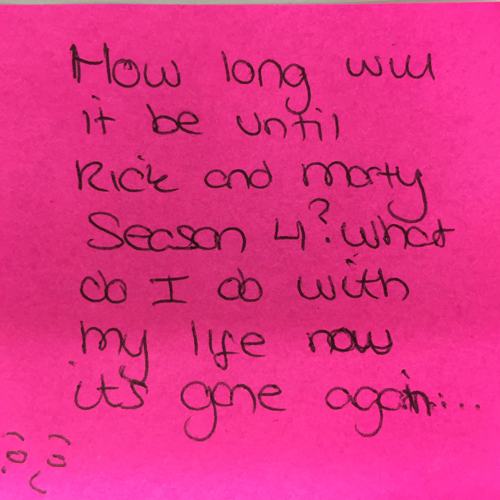 How long will
it be until
Rick and morty
Season 4? what
do I do with
my life now
it's gone again...